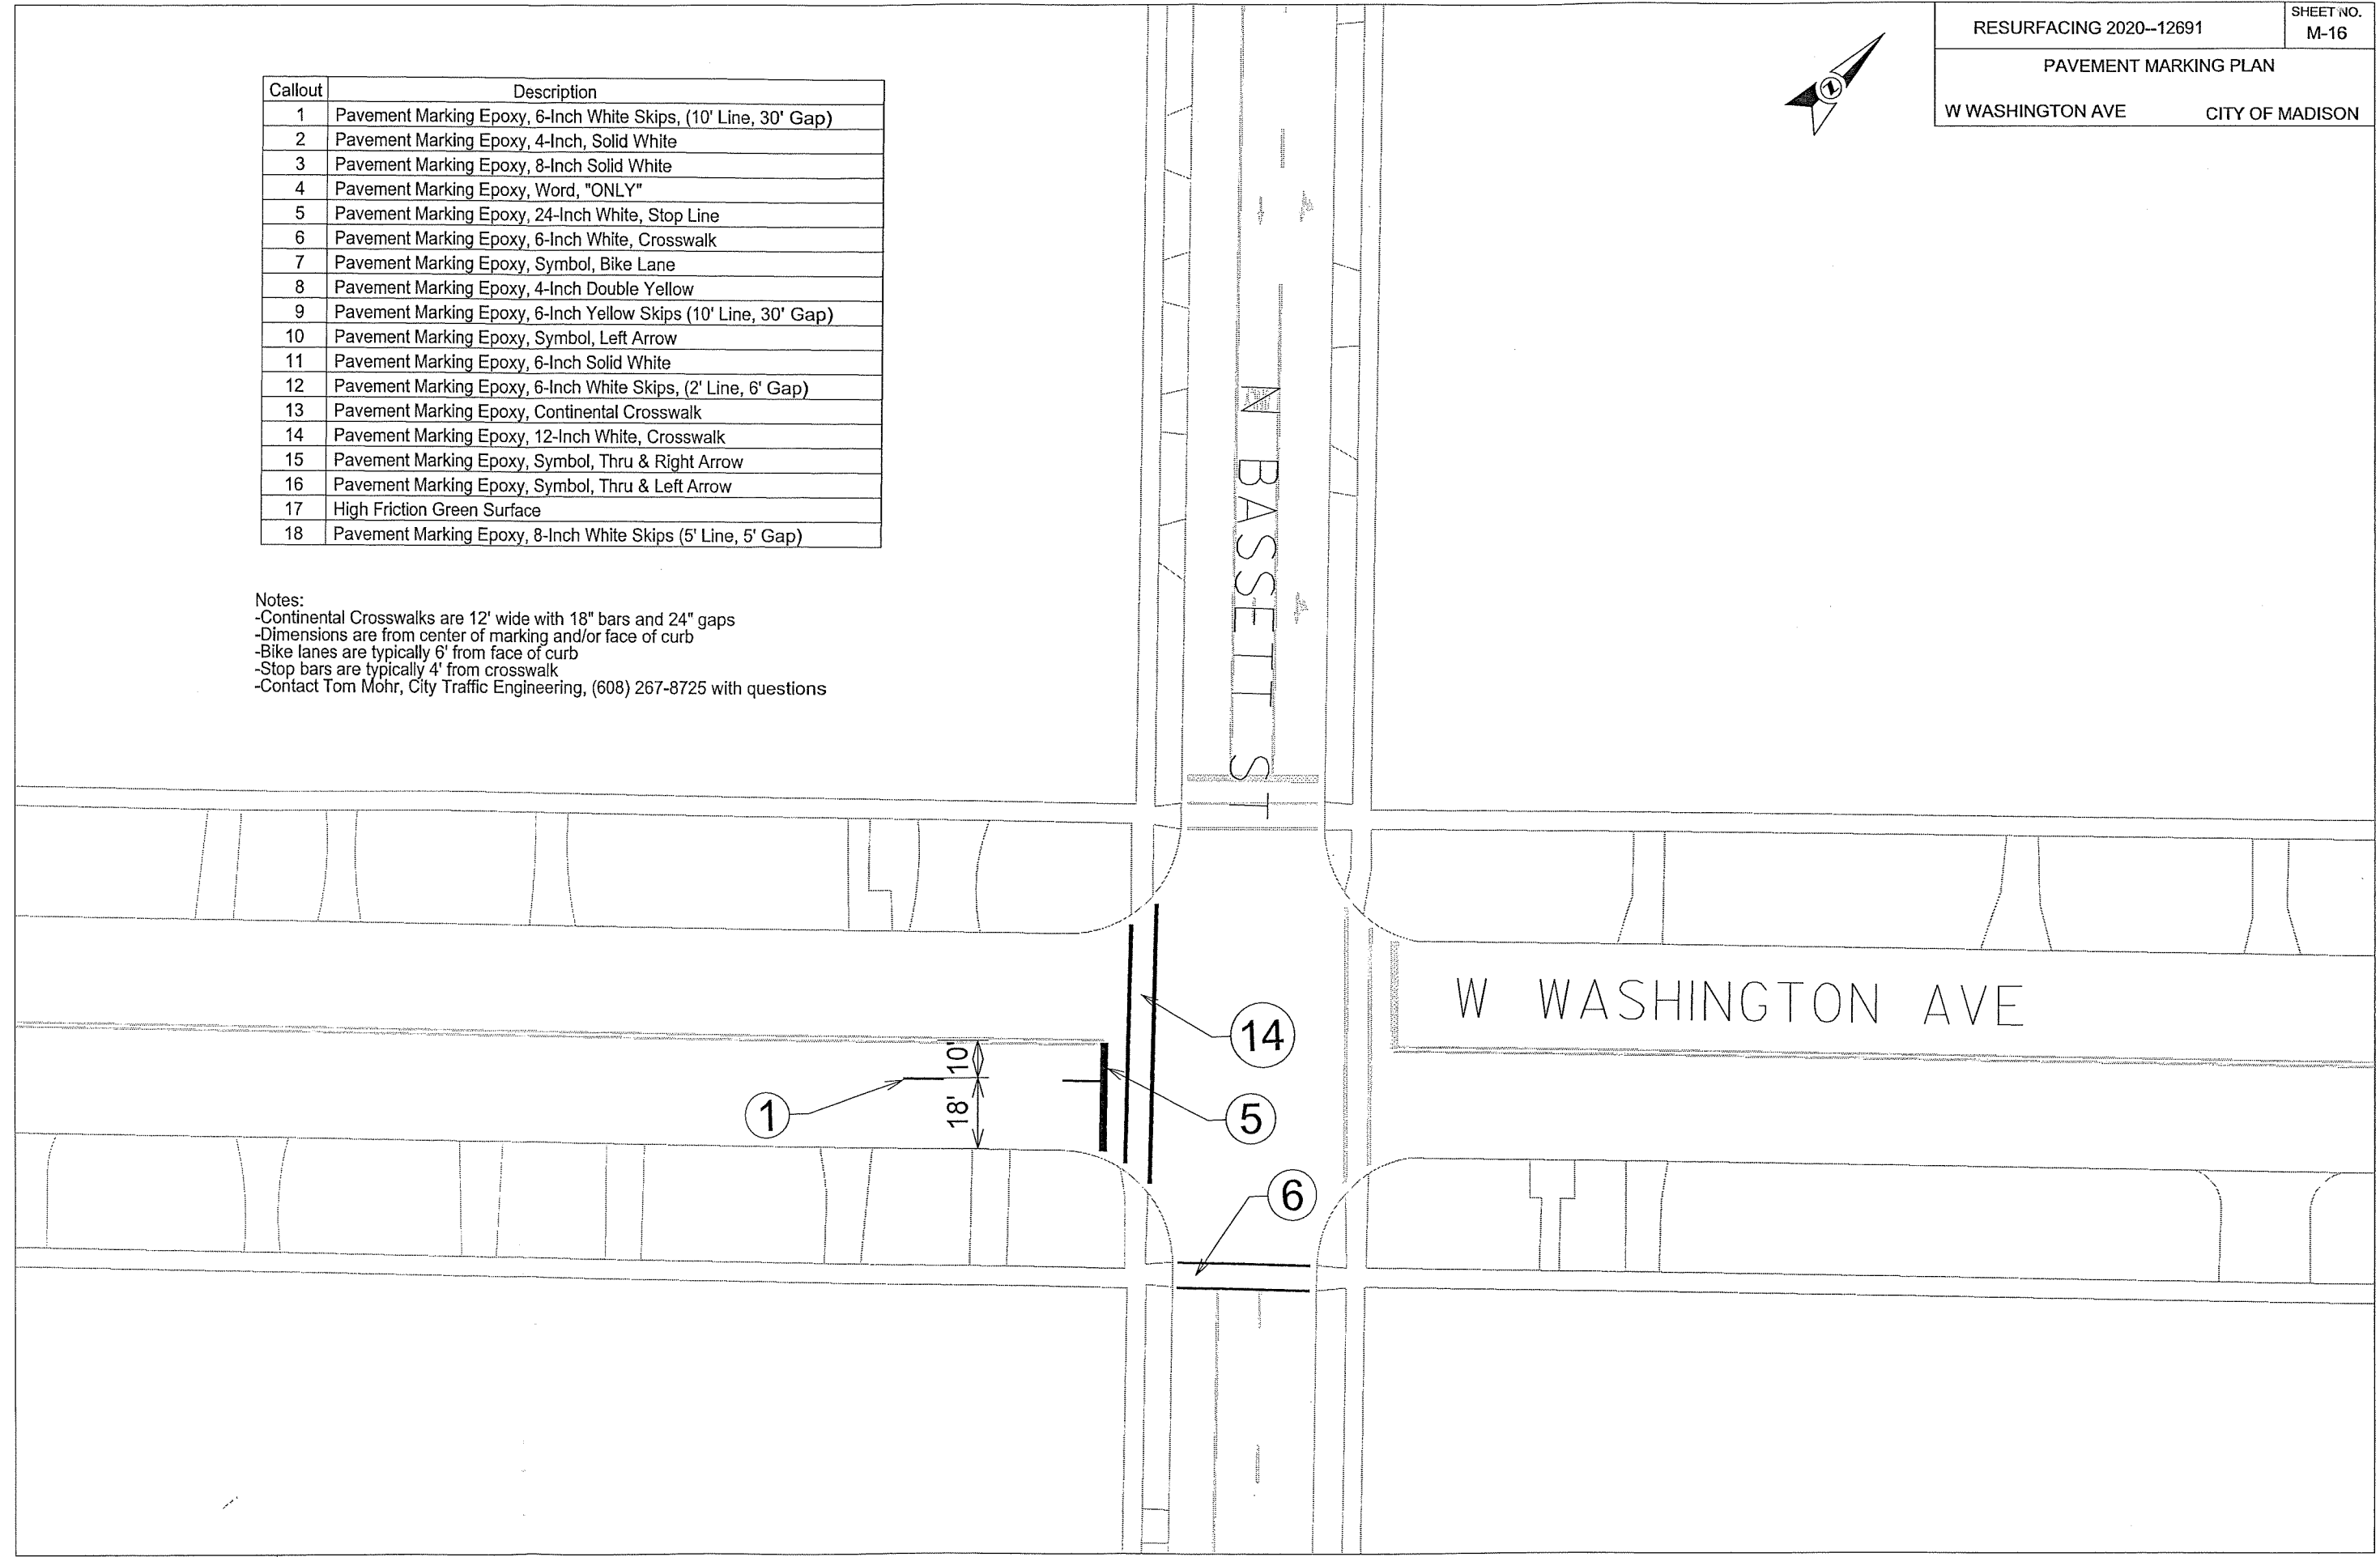 RESURFACING 2020--12691
SHEET NO.
M-16
PAVEMENT MARKING PLAN
W WASHINGTON AVE CITY OF MADISON
Z
Callout Description
1 Pavement Marking Epoxy, 6-Inch White Skips, (10' Line, 30' Gap)
2 Pavement Marking Epoxy, 4-Inch, Solid White
3 Pavement Marking Epoxy, 8-Inch Solid White
4 Pavement Marking Epoxy, Word, "ONLY"
5 Pavement Marking Epoxy, 24-Inch White, Stop Line
6 Pavement Marking Epoxy, 6-Inch White, Crosswalk
7 Pavement Marking Epoxy, Symbol, Bike Lane
8 Pavement Marking Epoxy, 4-Inch Double Yellow
9 Pavement Marking Epoxy, 6-Inch Yellow Skips (10' Line, 30' Gap)
10 Pavement Marking Epoxy, Symbol, Left Arrow
11 Pavement Marking Epoxy, 6-Inch Solid White
12 Pavement Marking Epoxy, 6-Inch White Skips, (2' Line, 6' Gap)
13 Pavement Marking Epoxy, Continental Crosswalk
14 Pavement Marking Epoxy, 12-Inch White, Crosswalk
15 Pavement Marking Epoxy, Symbol, Thru & Right Arrow
16 Pavement Marking Epoxy, Symbol, Thru & Left Arrow
17 High Friction Green Surface
18 Pavement Marking Epoxy, 8-Inch White Skips (5' Line, 5' Gap)
Notes:
-Continental Crosswalks are 12' wide with 18" bars and 24" gaps
-Dimensions are from center of marking and/or face of curb
-Bike lanes are typically 6' from face of curb
-Stop bars are typically 4' from crosswalk
-Contact Tom Mohr, City Traffic Engineering, (608) 267-8725 with questions
N BASSETT ST
W WASHINGTON AVE
14
10'
1
18'
5
6